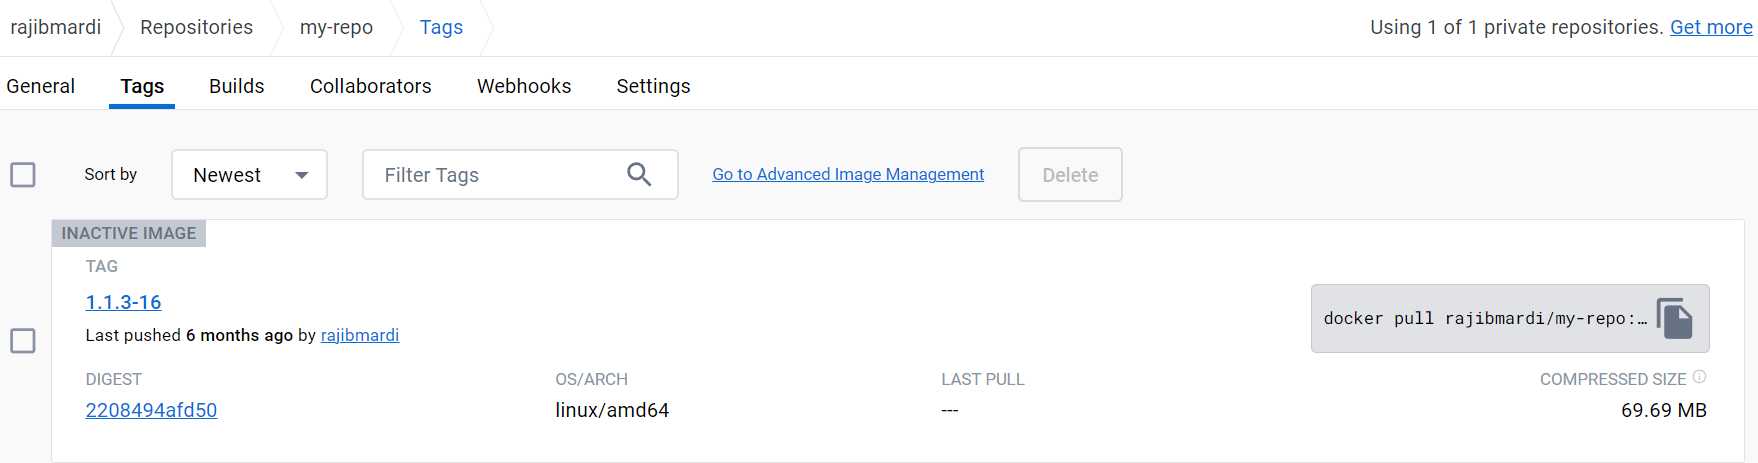 rajibmardi Repositories my-repo Tags Using 1 of 1 private repositories. Get more
General Tags Builds Collaborators Webhooks Settings
Sort by Newest Filter Tags Go to Advanced Image Management Delete
INACTIVE IMAGE
TAG
1.1.3-16
docker pull rajibmardi/my-repo:…
Last pushed 6 months ago by rajibmardi
DIGEST OS/ARCH LAST PULL COMPRESSED SIZE
2208494afd50 linux/amd64 --- 69.69 MB